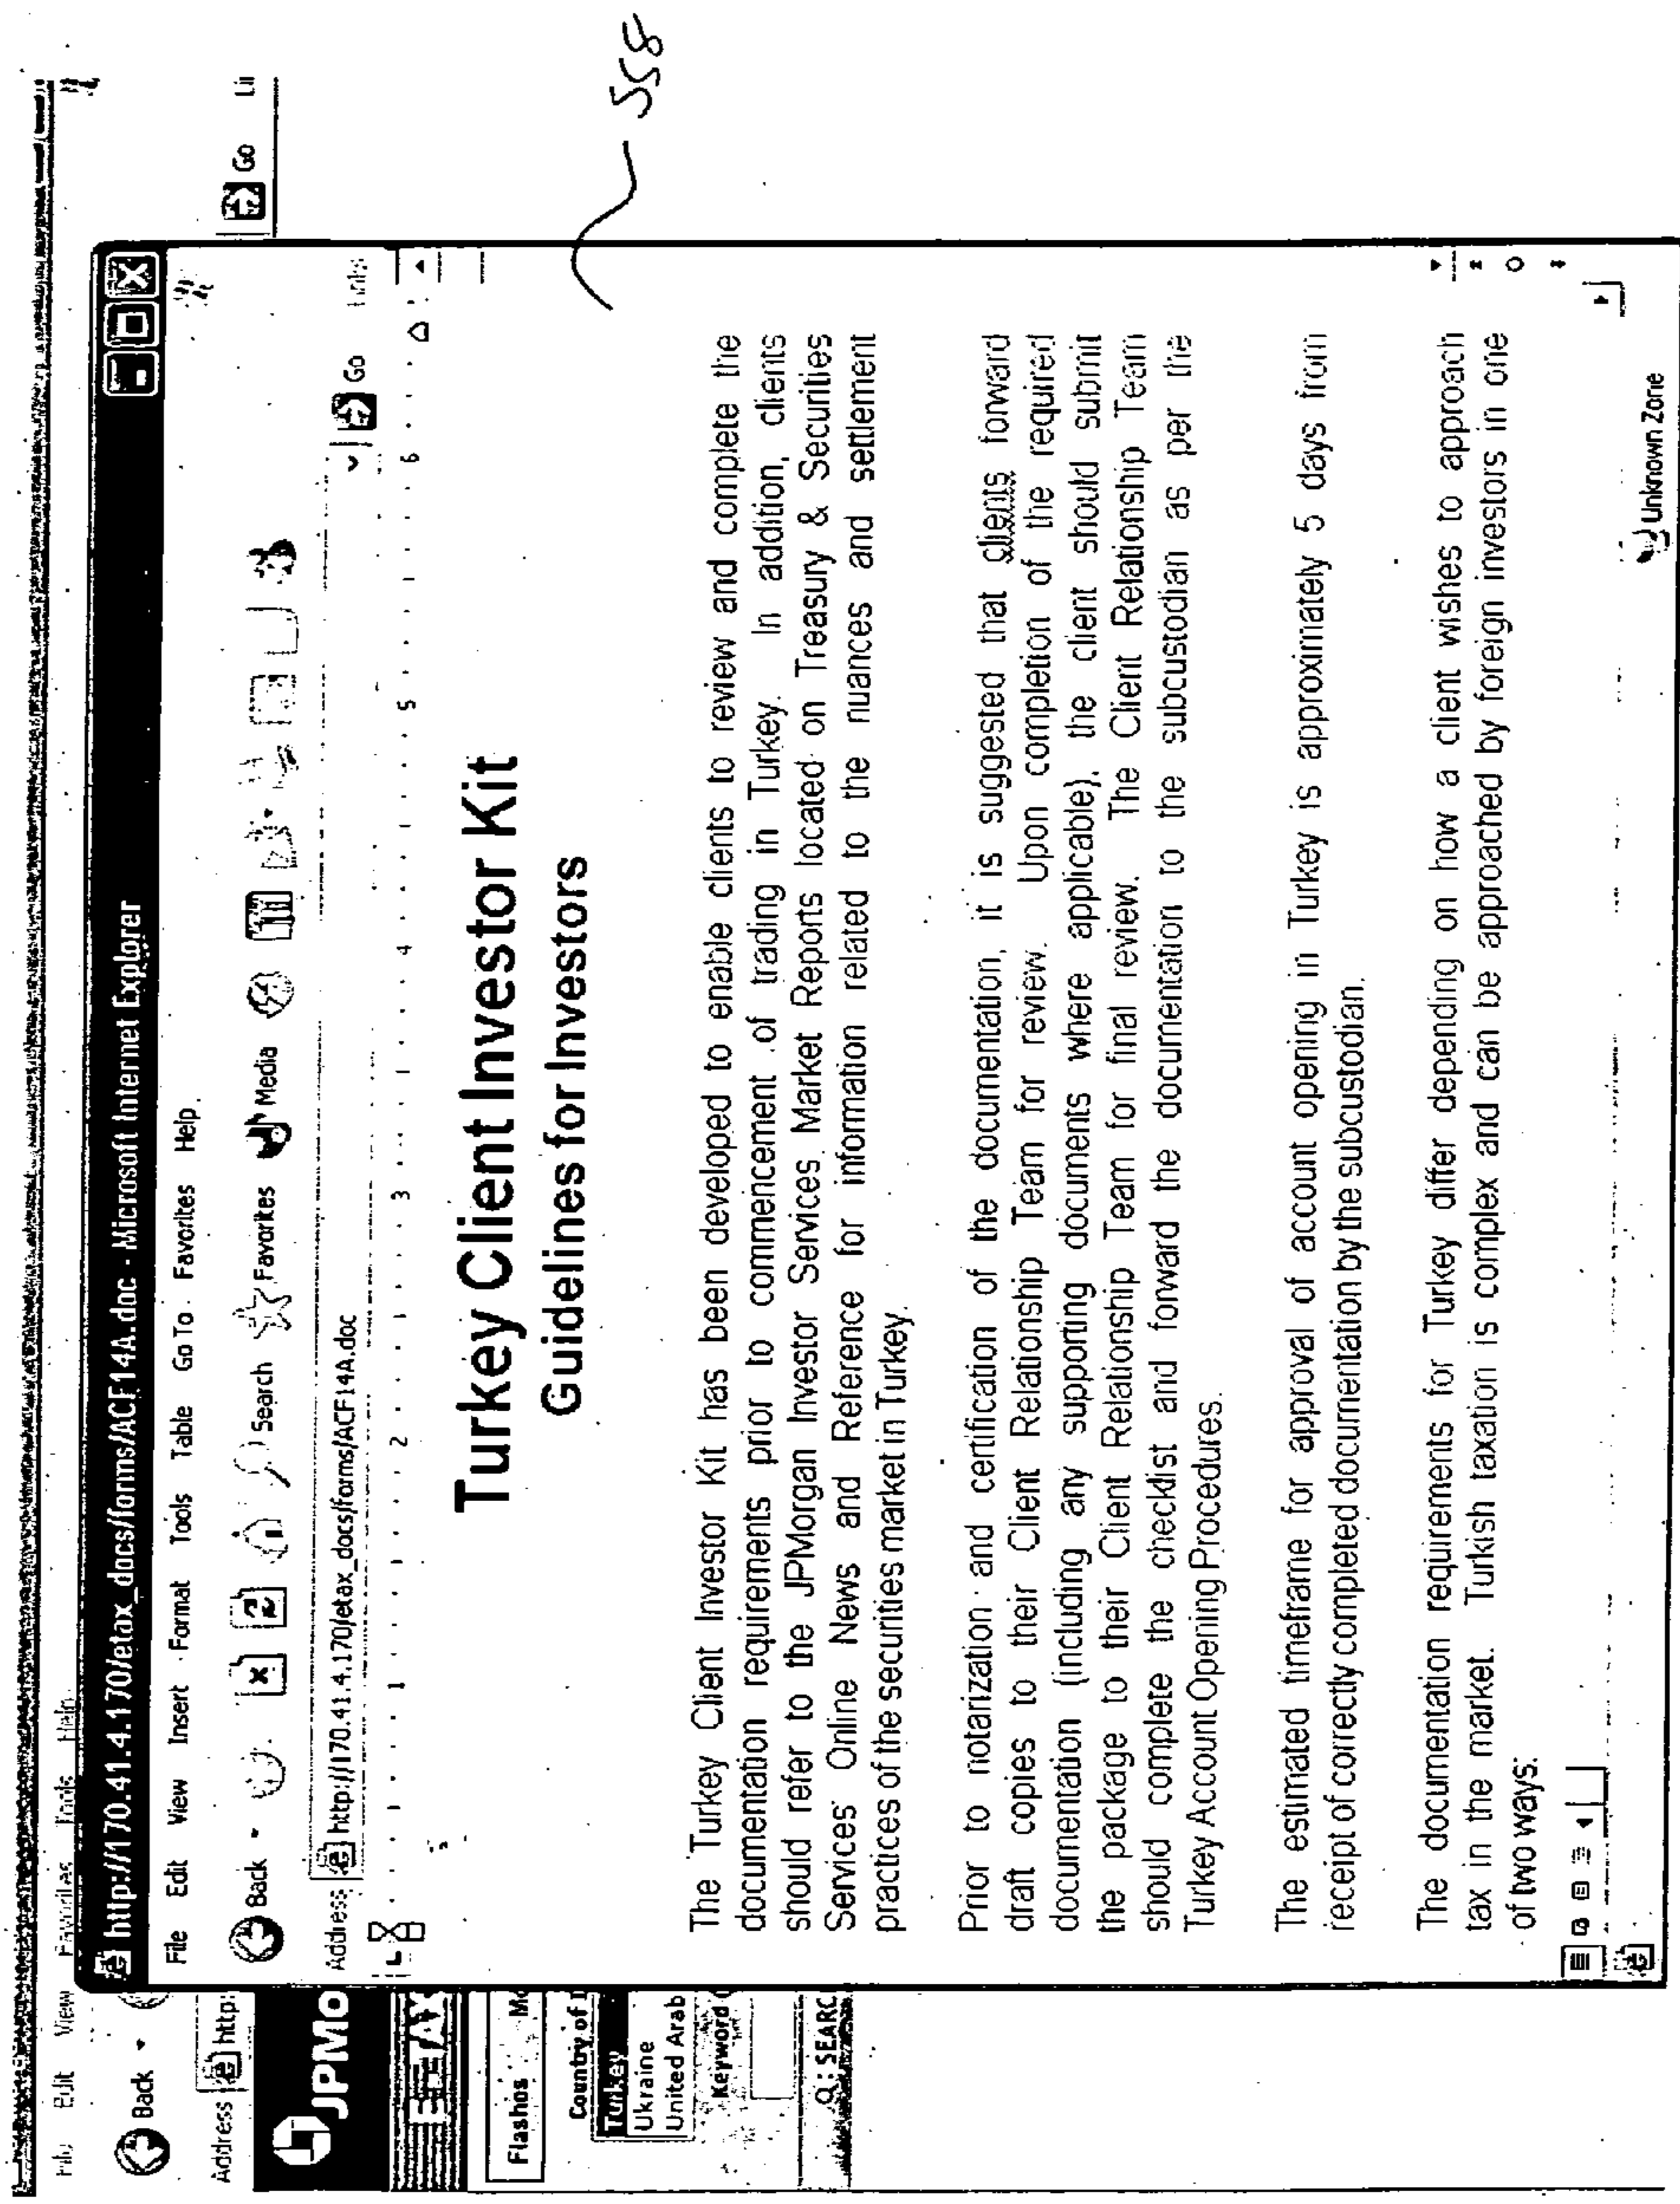 File Edit View Favorites Tools Help
Back
Address http:
Go
JPMO
Flashes
Country of
Turkey
Ukraine
United Arab
Keyword
SEARC
http://170.41.4.170/etax_docs/forms/ACF14A.doc - Microsoft Internet Explorer
File Edit View Insert Format Tools Table Go To Favorites Help
Back Search Favorites Media
Address http://170.41.4.170/etax_docs/forms/ACF14A.doc Go Links
1 2 3 4 5 6
558
Turkey Client Investor Kit
Guidelines for Investors
The Turkey Client Investor Kit has been developed to enable clients to review and complete the
documentation requirements prior to commencement of trading in Turkey. In addition, clients
should refer to the JPMorgan Investor Services Market Reports located on Treasury & Securities
Services Online News and Reference for information related to the nuances and settlement
practices of the securities market in Turkey.
Prior to notarization and certification of the documentation, it is suggested that clients forward
draft copies to their Client Relationship Team for review. Upon completion of the required
documentation (including any supporting documents where applicable), the client should submit
the package to their Client Relationship Team for final review. The Client Relationship Team
should complete the checklist and forward the documentation to the subcustodian as per the
Turkey Account Opening Procedures.
The estimated timeframe for approval of account opening in Turkey is approximately 5 days from
receipt of correctly completed documentation by the subcustodian.
The documentation requirements for Turkey differ depending on how a client wishes to approach
tax in the market. Turkish taxation is complex and can be approached by foreign investors in one
of two ways:
Unknown Zone